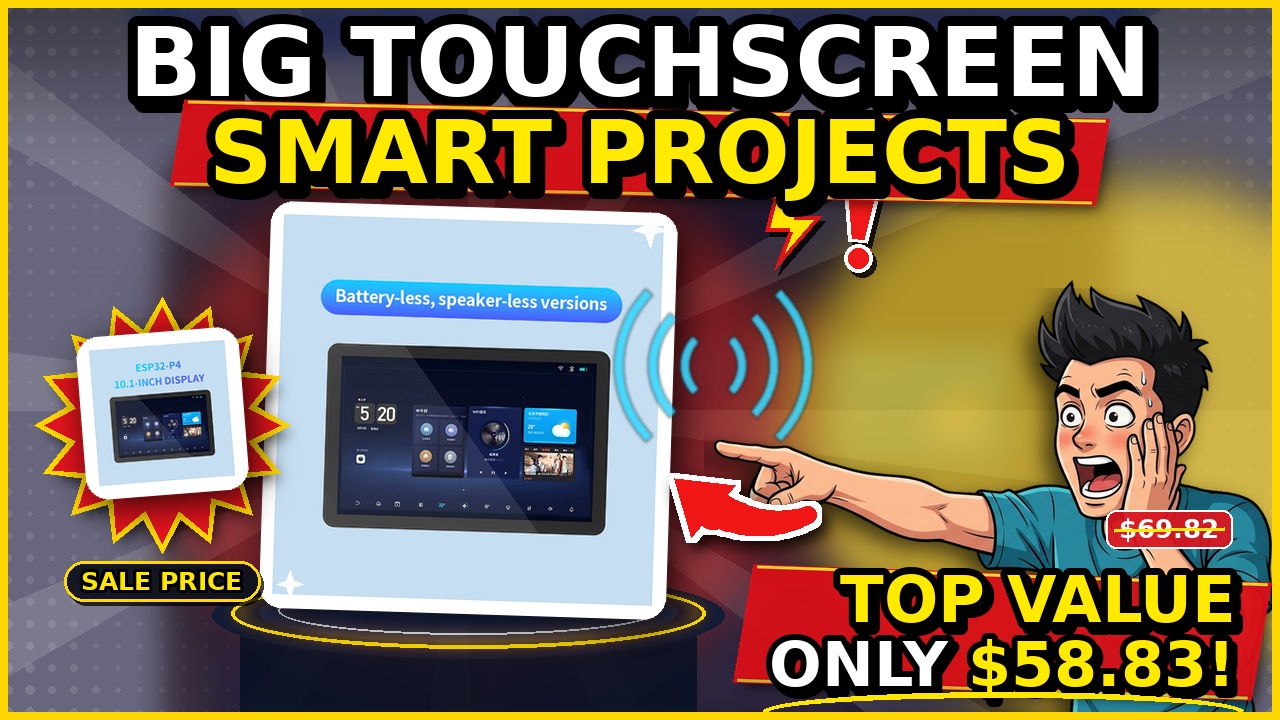 BIG TOUCHSCREEN
SMART PROJECTS
!
Battery-less, speaker-less versions
5 20
ESP32-P4
10.1-INCH DISPLAY
SALE PRICE
$69.82
TOP VALUE
ONLY $58.83!